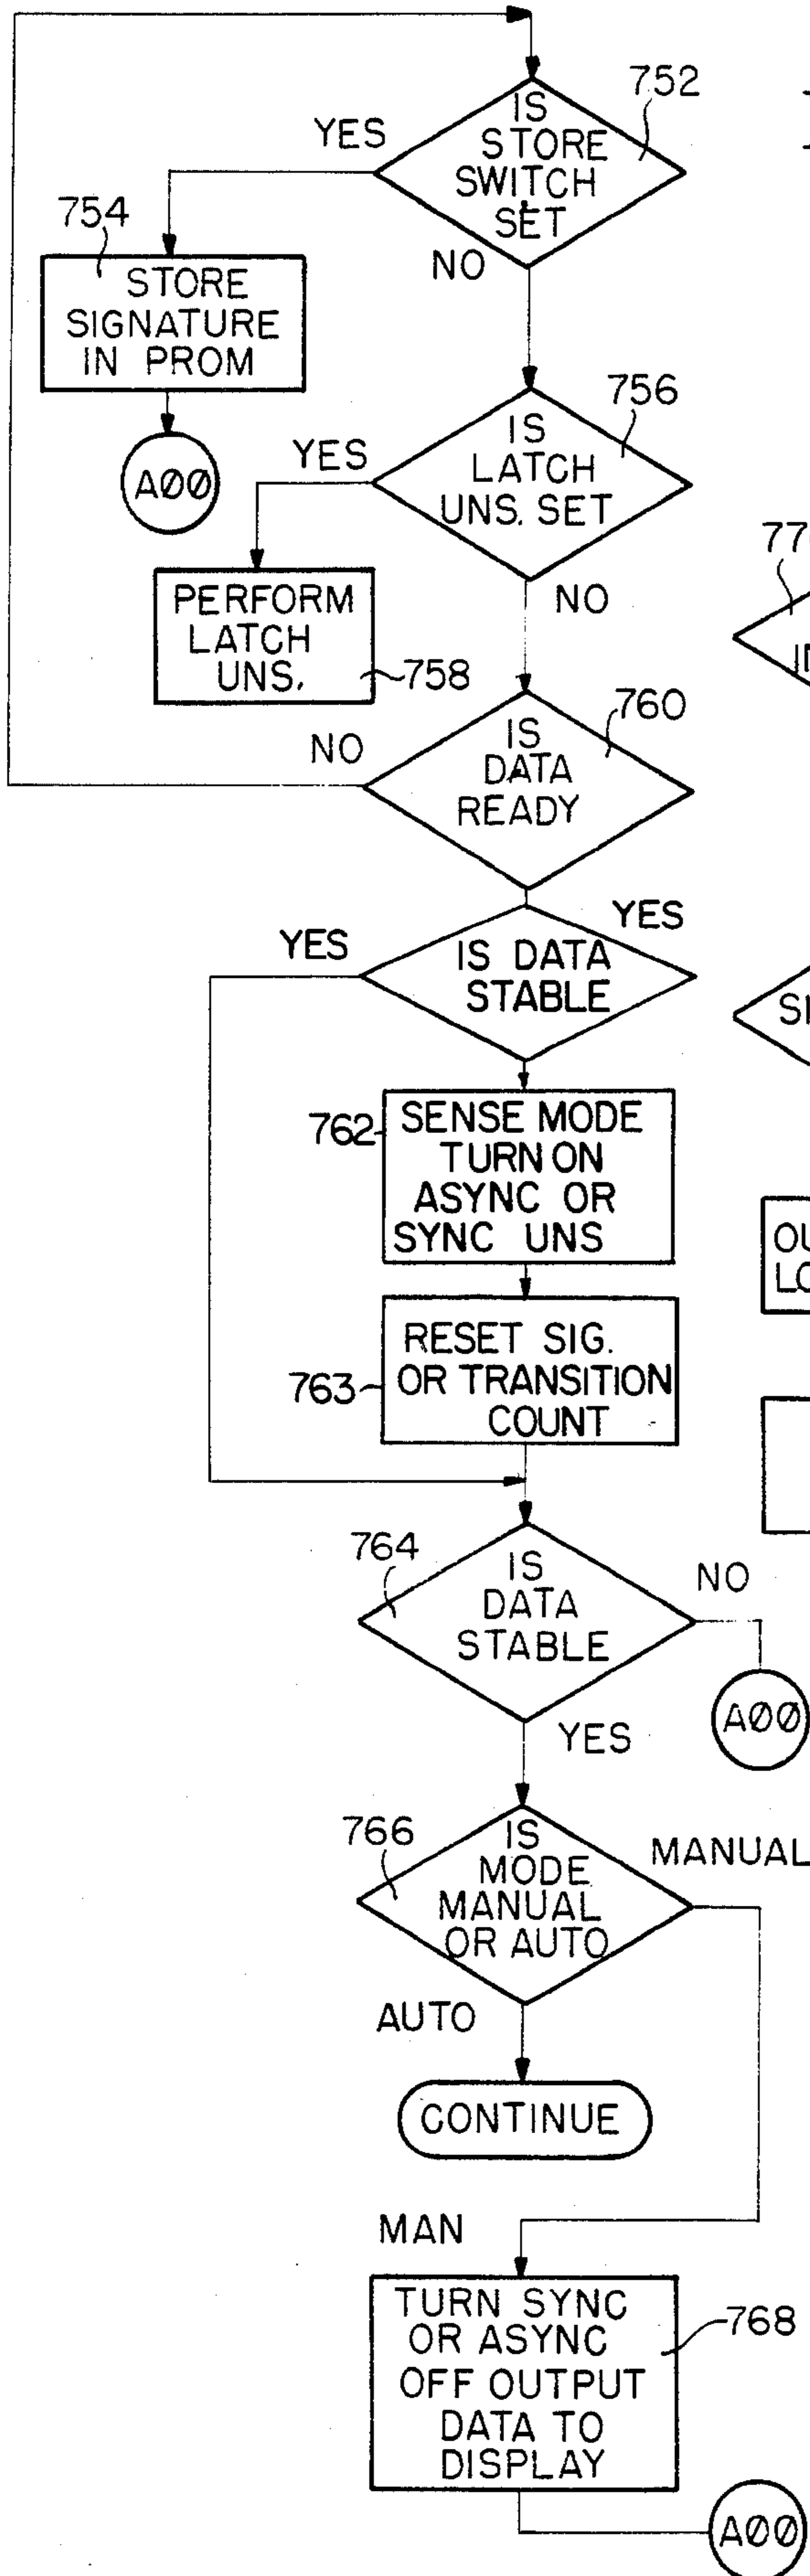 752
IS
STORE
SWITCH
SET
YES
NO
754
STORE
SIGNATURE
IN PROM
AØØ
756
IS
LATCH
UNS. SET
YES
NO
PERFORM
LATCH
UNS.
758
760
IS
DATA
READY
NO
YES
YES
IS DATA
STABLE
762
SENSE MODE
TURN ON
ASYNC OR
SYNC UNS
763
RESET SIG.
OR TRANSITION
COUNT
764
IS
DATA
STABLE
NO
AØØ
YES
766
IS
MODE
MANUAL
OR AUTO
MANUAL
AUTO
CONTINUE
MAN
TURN SYNC
OR ASYNC
OFF OUTPUT
DATA TO
DISPLAY
768
AØØ